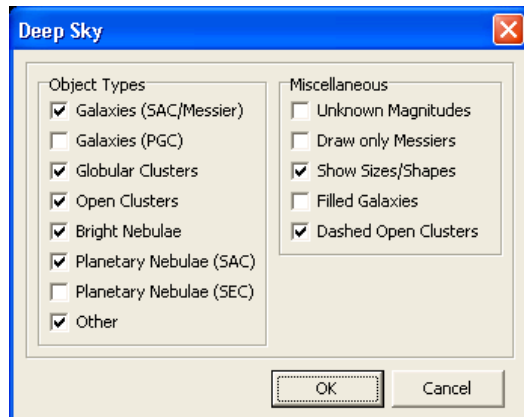 Deep Sky
Object Types
Galaxies (SAC/Messier)
Galaxies (PGC)
Globular Clusters
Open Clusters
Bright Nebulae
Planetary Nebulae (SAC)
Planetary Nebulae (SEC)
Other
Miscellaneous
Unknown Magnitudes
Draw only Messiers
Show Sizes/Shapes
Filled Galaxies
Dashed Open Clusters
OK
Cancel